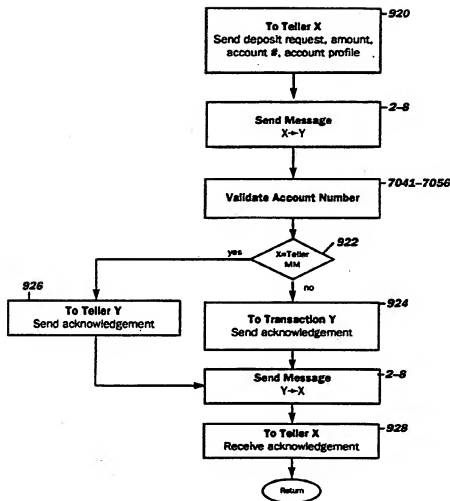 920
To Teller X
Send deposit request, amount,
account #, account profile
2-8
Send Message
X←Y
7041-7056
Validate Account Number
922
yes
X=Teller
MM
no
926
To Teller Y
Send acknowledgement
924
To Transaction Y
Send acknowledgement
2-8
Send Message
Y←X
928
To Teller X
Receive acknowledgement
Return